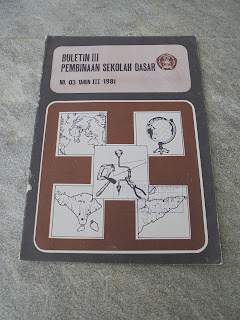 BULETIN III
PEMBINAAN SEKOLAH DASAR
NO. 03 TAHUN III 1981